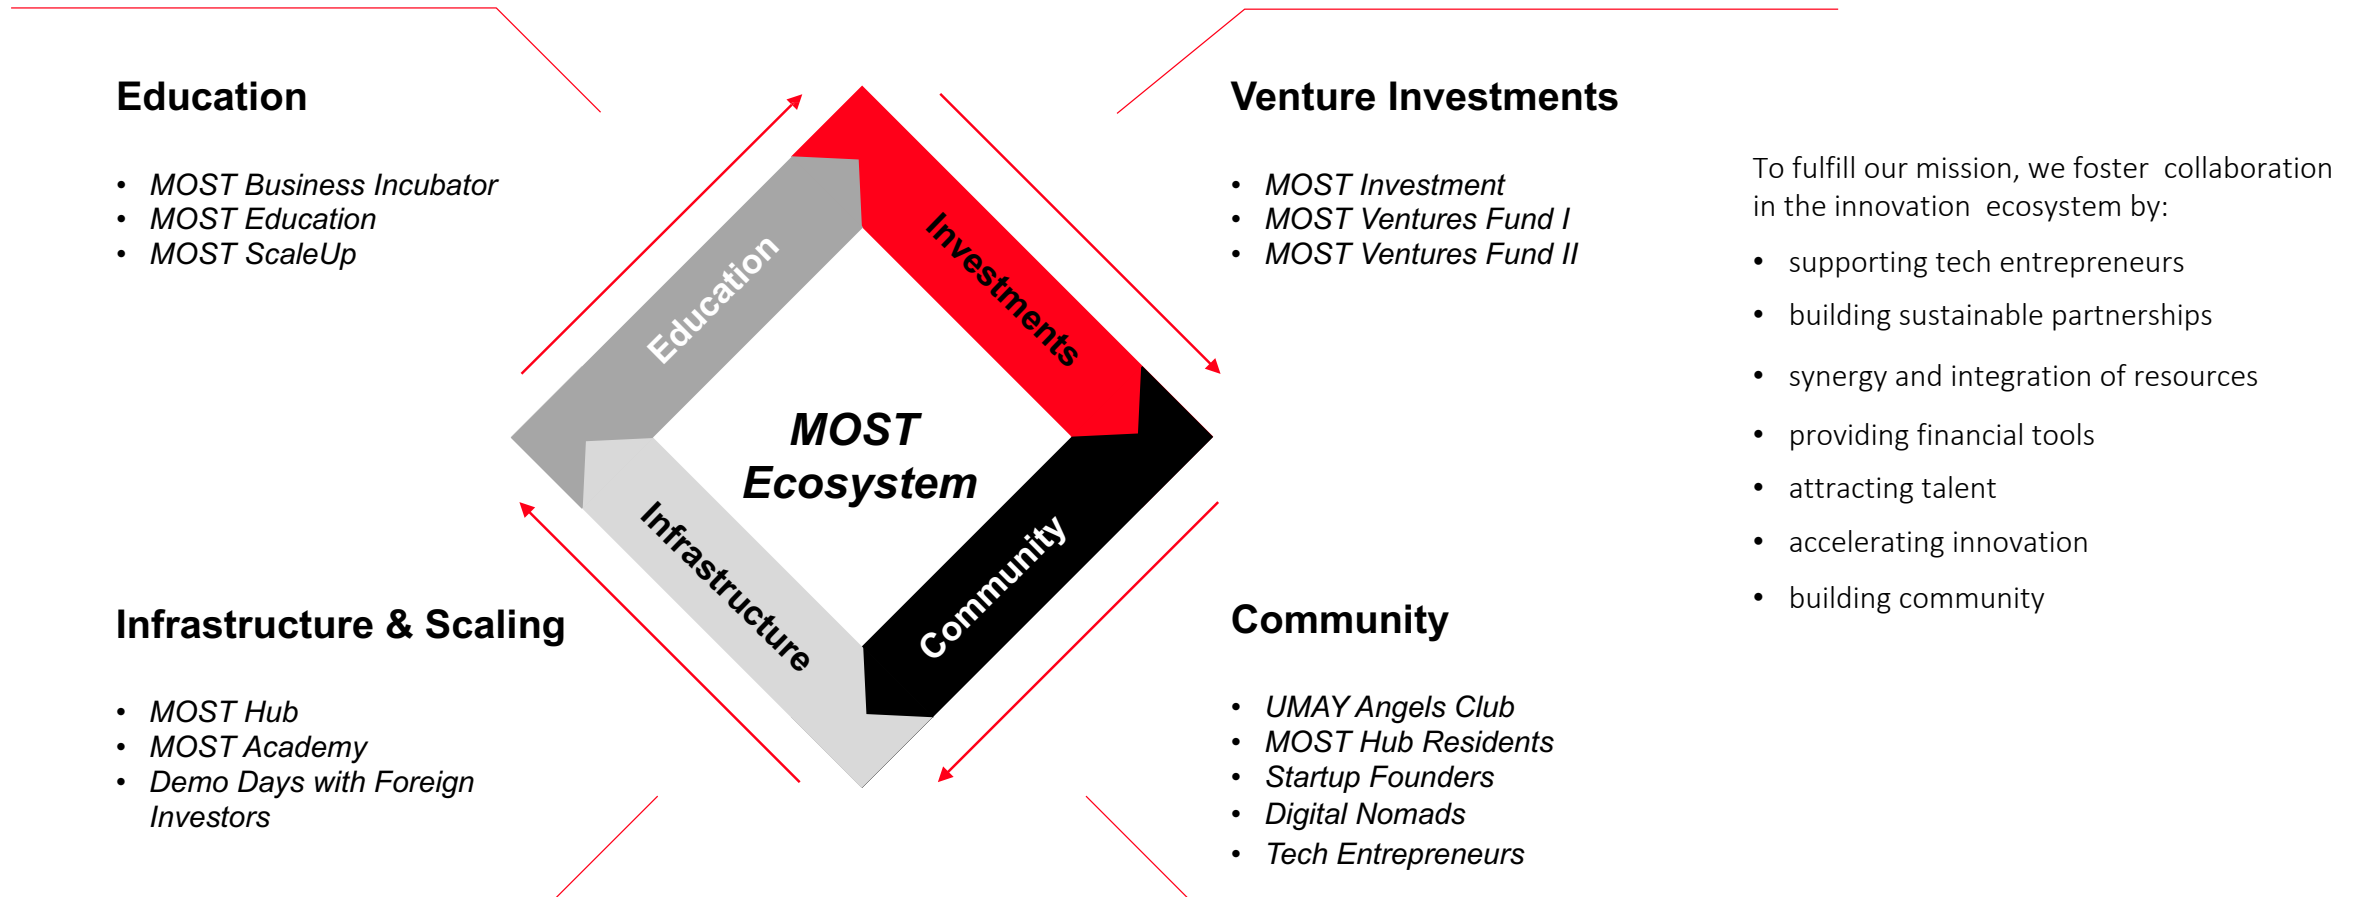 Education
• MOST Business Incubator
• MOST Education
• MOST ScaleUp
Venture Investments
• MOST Investment
• MOST Ventures Fund I
• MOST Ventures Fund II
Education
Investments
MOST
Ecosystem
Infrastructure
Community
Infrastructure & Scaling
• MOST Hub
• MOST Academy
• Demo Days with Foreign
Investors
Community
• UMAY Angels Club
• MOST Hub Residents
• Startup Founders
• Digital Nomads
• Tech Entrepreneurs
To fulfill our mission, we foster collaboration
in the innovation ecosystem by:
• supporting tech entrepreneurs
• building sustainable partnerships
• synergy and integration of resources
• providing financial tools
• attracting talent
• accelerating innovation
• building community